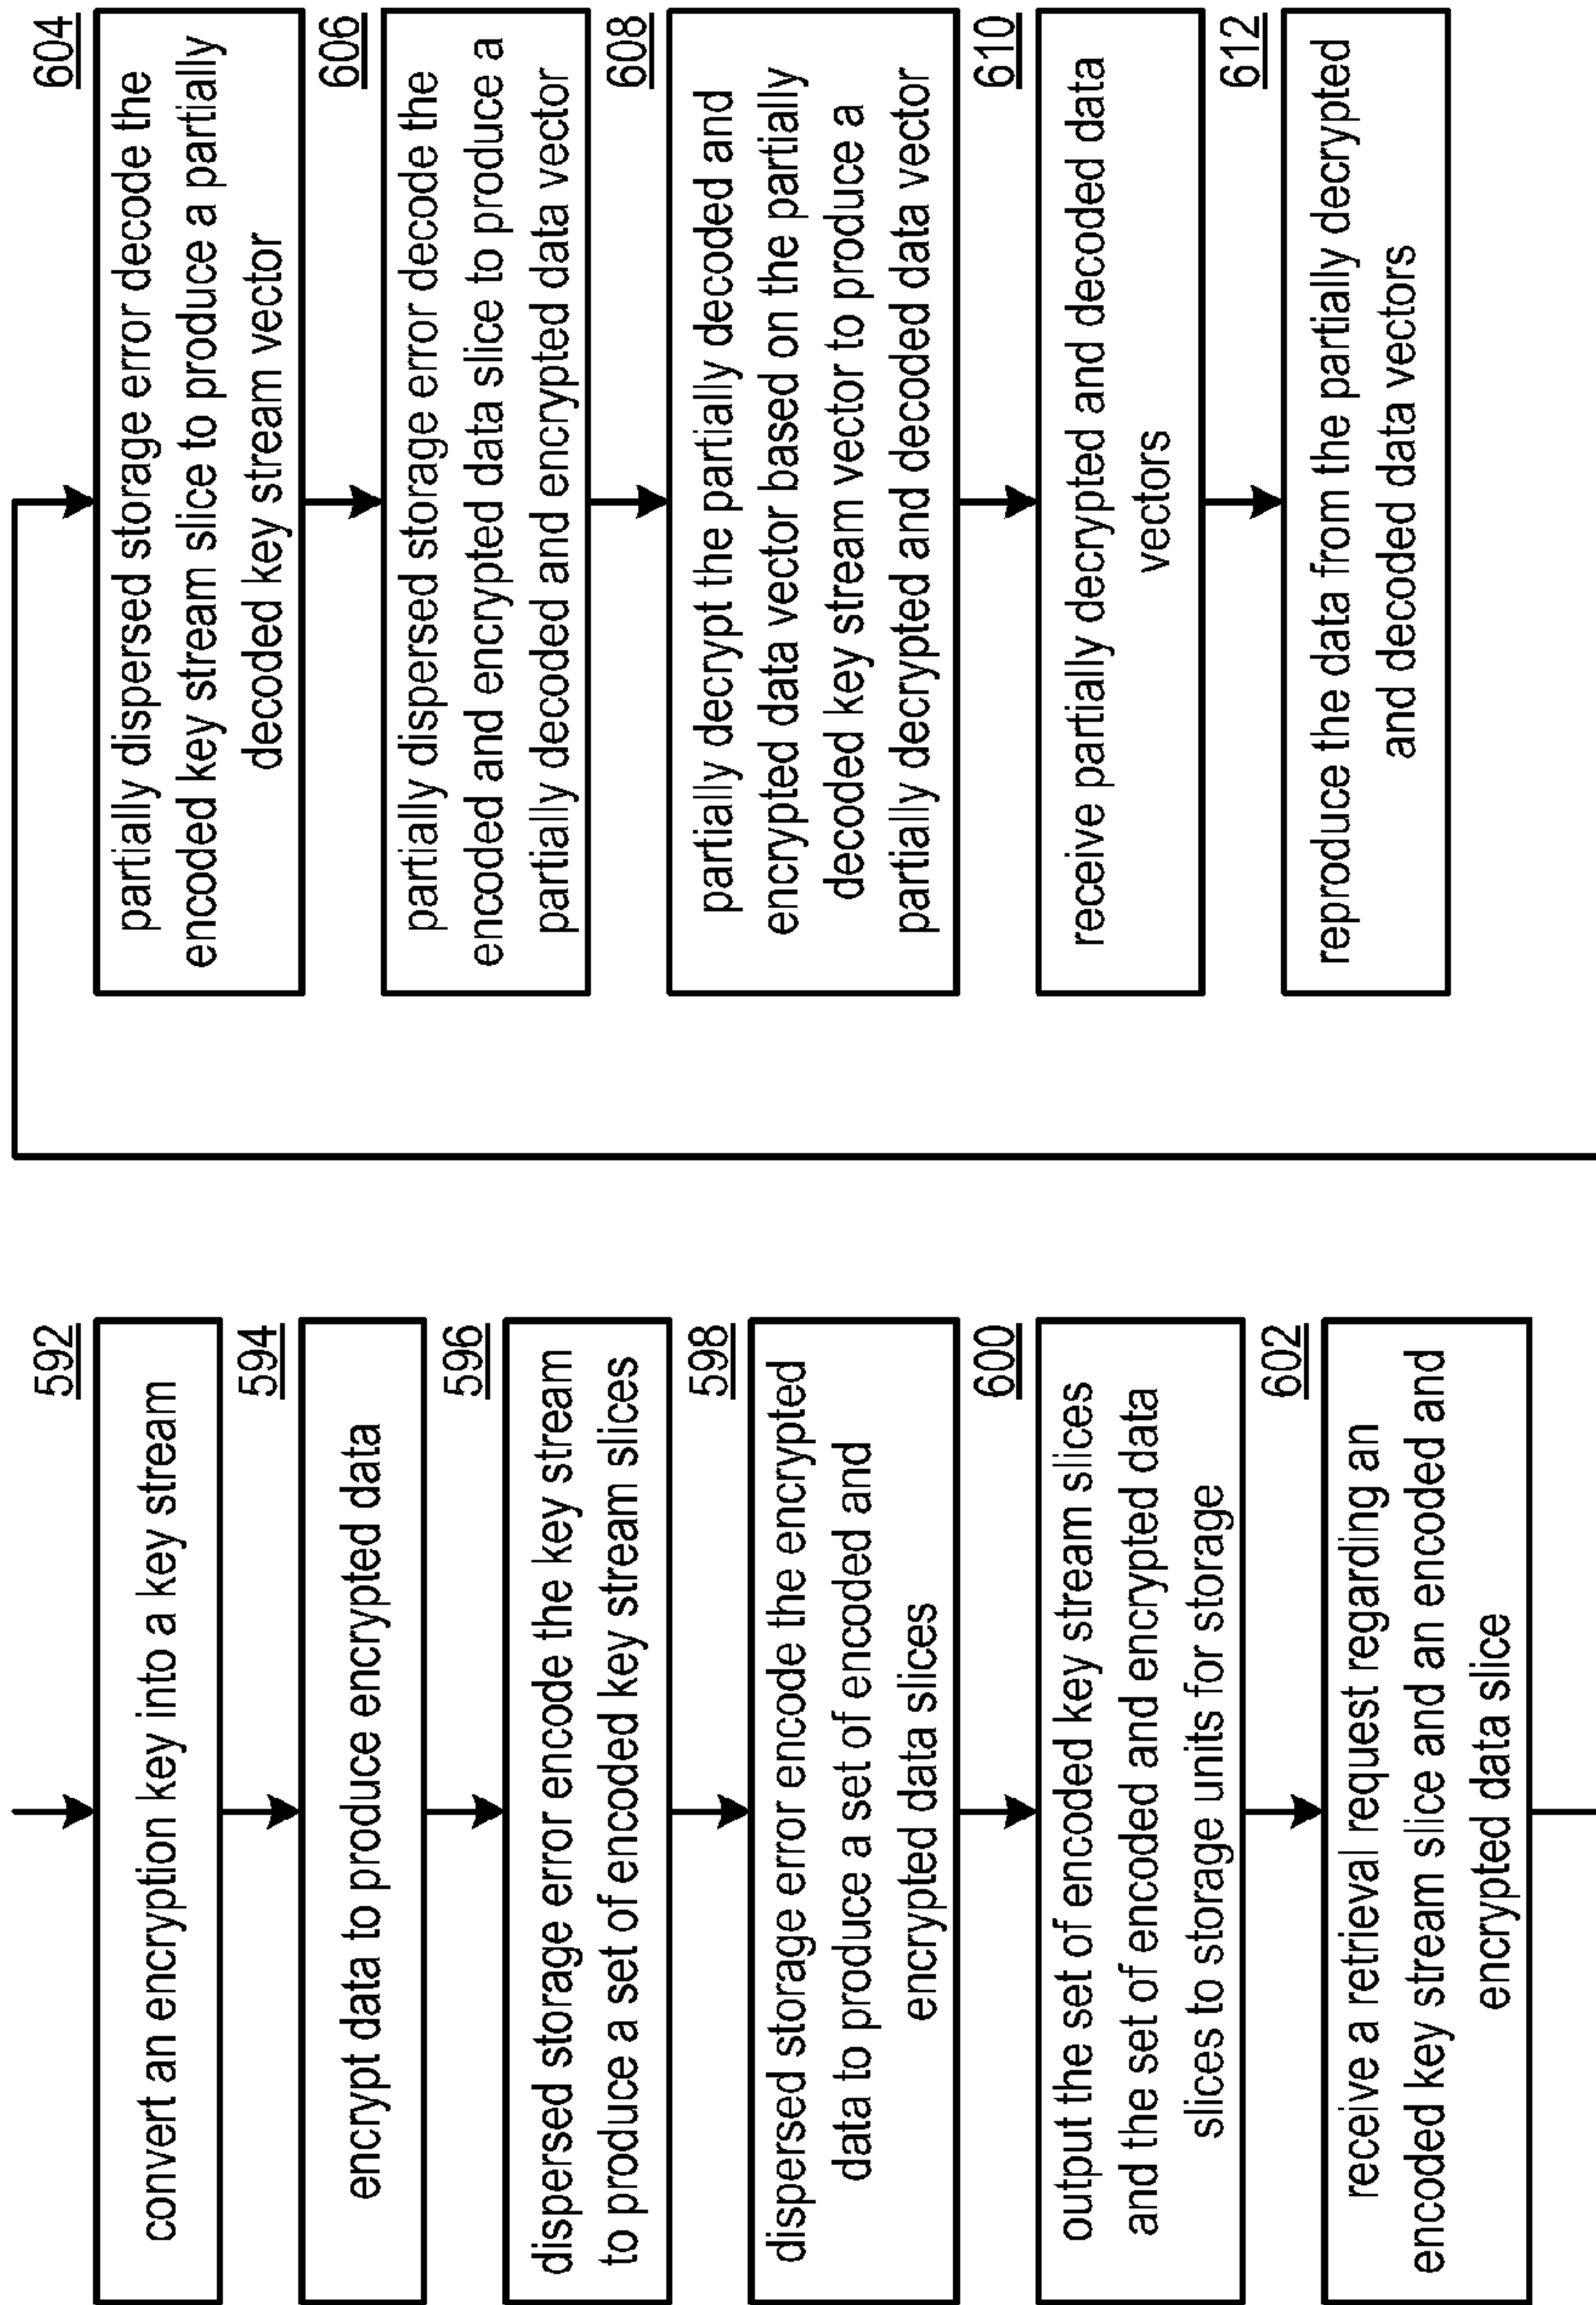 592
convert an encryption key into a key stream
594
encrypt data to produce encrypted data
596
dispersed storage error encode the key stream
to produce a set of encoded key stream slices
598
dispersed storage error encode the encrypted
data to produce a set of encoded and
encrypted data slices
600
output the set of encoded key stream slices
and the set of encoded and encrypted data
slices to storage units for storage
602
receive a retrieval request regarding an
encoded key stream slice and an encoded and
encrypted data slice
604
partially dispersed storage error decode the
encoded key stream slice to produce a partially
decoded key stream vector
606
partially dispersed storage error decode the
encoded and encrypted data slice to produce a
partially decoded and encrypted data vector
608
partially decrypt the partially decoded and
encrypted data vector based on the partially
decoded key stream vector to produce a
partially decrypted and decoded data vector
610
receive partially decrypted and decoded data
vectors
612
reproduce the data from the partially decrypted
and decoded data vectors